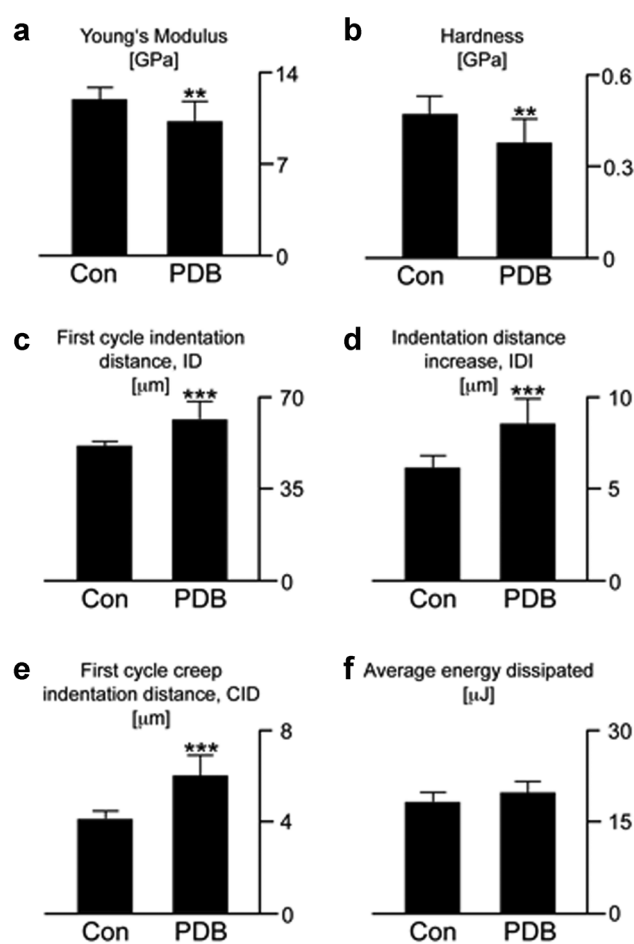 a
Young's Modulus
[GPa]
14
7
0
**
Con
PDB
b
Hardness
[GPa]
0.6
0.3
0
**
Con
PDB
c
First cycle indentation
distance, ID
[μm]
70
35
0
***
Con
PDB
d
Indentation distance
increase, IDI
[μm]
10
5
0
***
Con
PDB
e
First cycle creep
indentation distance, CID
[μm]
8
4
0
***
Con
PDB
f
Average energy dissipated
[μJ]
30
15
0
Con
PDB